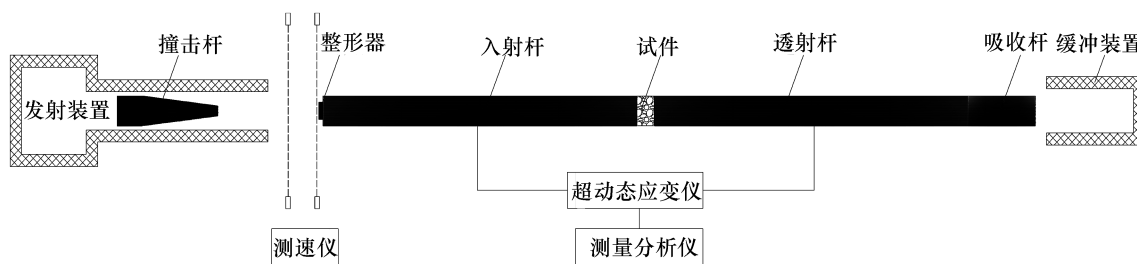 撞击杆
整形器
入射杆
试件
透射杆
吸收杆
缓冲装置
发射装置
超动态应变仪
测速仪
测量分析仪